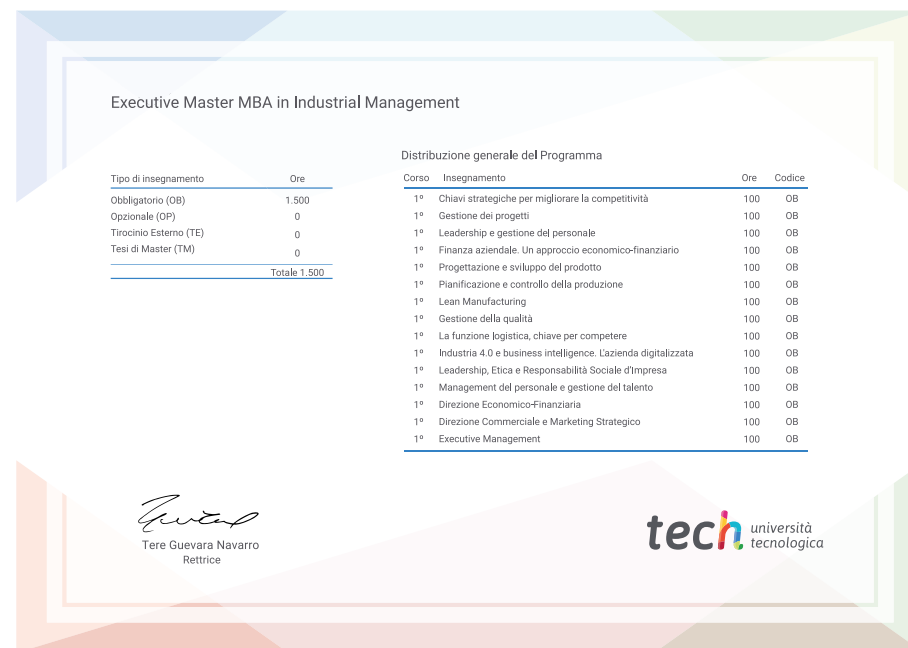 Executive Master MBA in Industrial Management
Tipo di insegnamento Ore
Obbligatorio (OB) 1.500
Opzionale (OP) 0
Tirocinio Esterno (TE) 0
Tesi di Master (TM) 0
Totale 1.500
Distribuzione generale del Programma
Corso Insegnamento Ore Codice
1º Chiavi strategiche per migliorare la competitività 100 OB
1º Gestione dei progetti 100 OB
1º Leadership e gestione del personale 100 OB
1º Finanza aziendale. Un approccio economico-finanziario 100 OB
1º Progettazione e sviluppo del prodotto 100 OB
1º Pianificazione e controllo della produzione 100 OB
1º Lean Manufacturing 100 OB
1º Gestione della qualità 100 OB
1º La funzione logistica, chiave per competere 100 OB
1º Industria 4.0 e business intelligence. L'azienda digitalizzata 100 OB
1º Leadership, Etica e Responsabilità Sociale d'Impresa 100 OB
1º Management del personale e gestione del talento 100 OB
1º Direzione Economico-Finanziaria 100 OB
1º Direzione Commerciale e Marketing Strategico 100 OB
1º Executive Management 100 OB
Tere Guevara Navarro
Rettrice
tech università
tecnologica